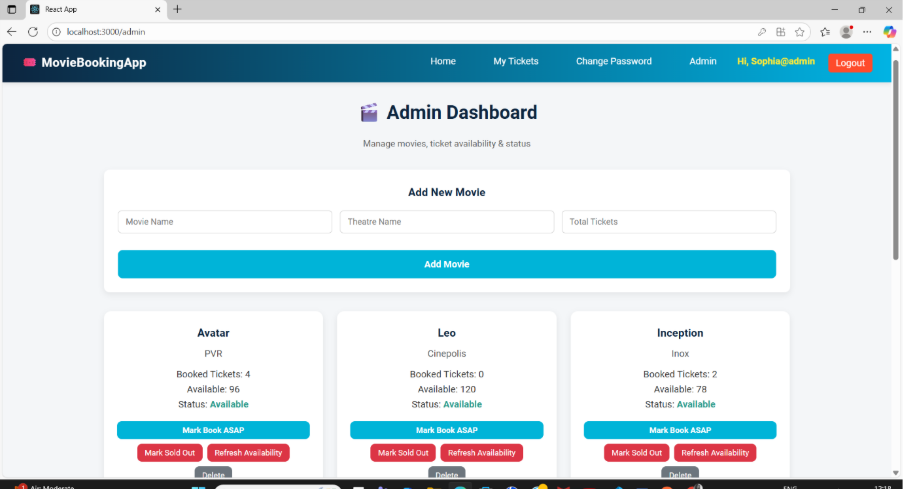 React App
localhost:3000/admin
MovieBookingApp
Home
My Tickets
Change Password
Admin
Hi, Sophia@admin
Logout
Admin Dashboard
Manage movies, ticket availability & status
Add New Movie
Movie Name
Theatre Name
Total Tickets
Add Movie
Avatar
PVR
Booked Tickets: 4
Available: 96
Status: Available
Mark Book ASAP
Mark Sold Out
Refresh Availability
Delete
Leo
Cinepolis
Booked Tickets: 0
Available: 120
Status: Available
Mark Book ASAP
Mark Sold Out
Refresh Availability
Delete
Inception
Inox
Booked Tickets: 2
Available: 78
Status: Available
Mark Book ASAP
Mark Sold Out
Refresh Availability
Delete
Air: Moderate
ENG
12:18